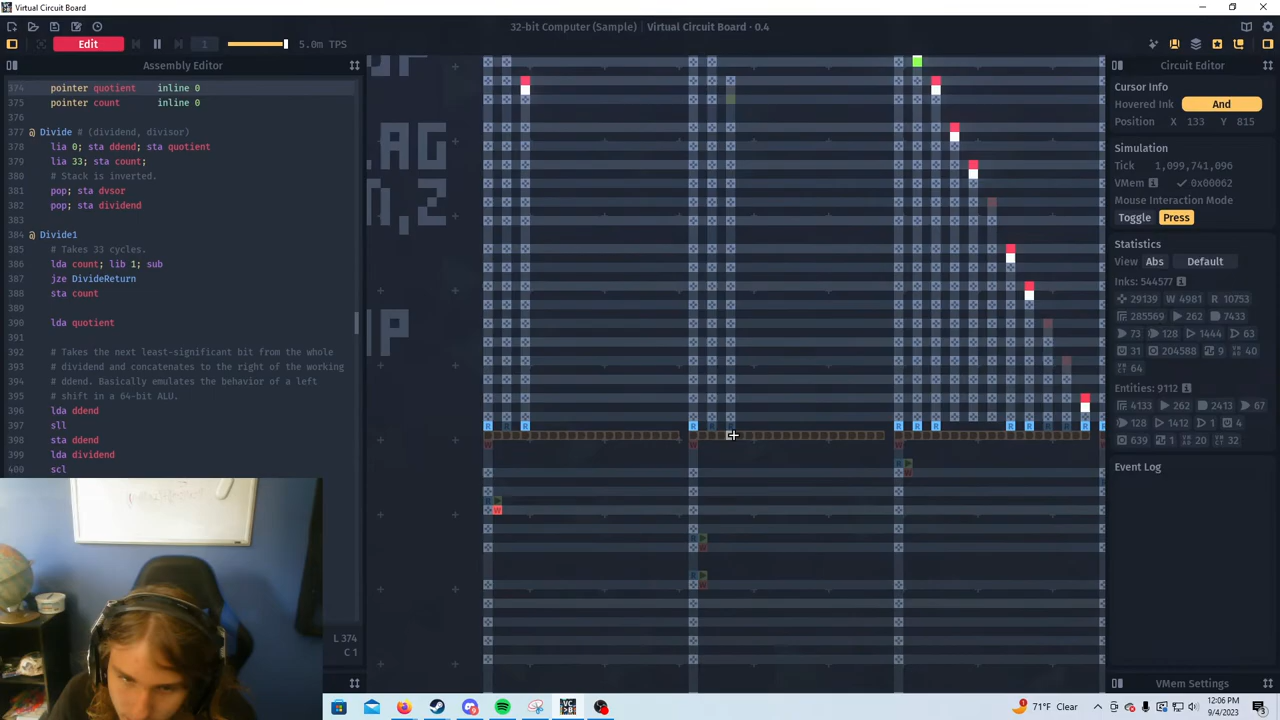 Virtual Circuit Board
32-bit Computer (Sample) | Virtual Circuit Board · 0.4
Edit
1
5.0m TPS
Assembly Editor
374 pointer quotient inline 0
375 pointer count inline 0
376
377 @ Divide # (dividend, divisor)
378 lia 0; sta ddend; sta quotient
379 lia 33; sta count;
380 # Stack is inverted.
381 pop; sta dvsor
382 pop; sta dividend
383
384 @ Divide1
385 # Takes 33 cycles.
386 lda count; lib 1; sub
387 jze DivideReturn
388 sta count
390 lda quotient
391
392 # Takes the next least-significant bit from the whole
393 # dividend and concatenates to the right of the working
394 # ddend. Basically emulates the behavior of a left
395 # shift in a 64-bit ALU.
396 lda ddend
397 sll
398 sta ddend
399 lda dividend
400 scl
L 374
C 1
Circuit Editor
Cursor Info
Hovered Ink And
Position X 133 Y 815
Simulation
Tick 1,099,741,096
VMem 0x00062
Mouse Interaction Mode
Toggle Press
Statistics
View Abs Default
Inks: 544577
29139 W 4981 R 10753
285569 262 7433
73 128 1444 63
31 204588 9 40
64
Entities: 9112
4133 262 2413 67
128 1412 1 4
639 1 20 32
Event Log
VMem Settings
71°F Clear
12:06 PM
9/4/2023